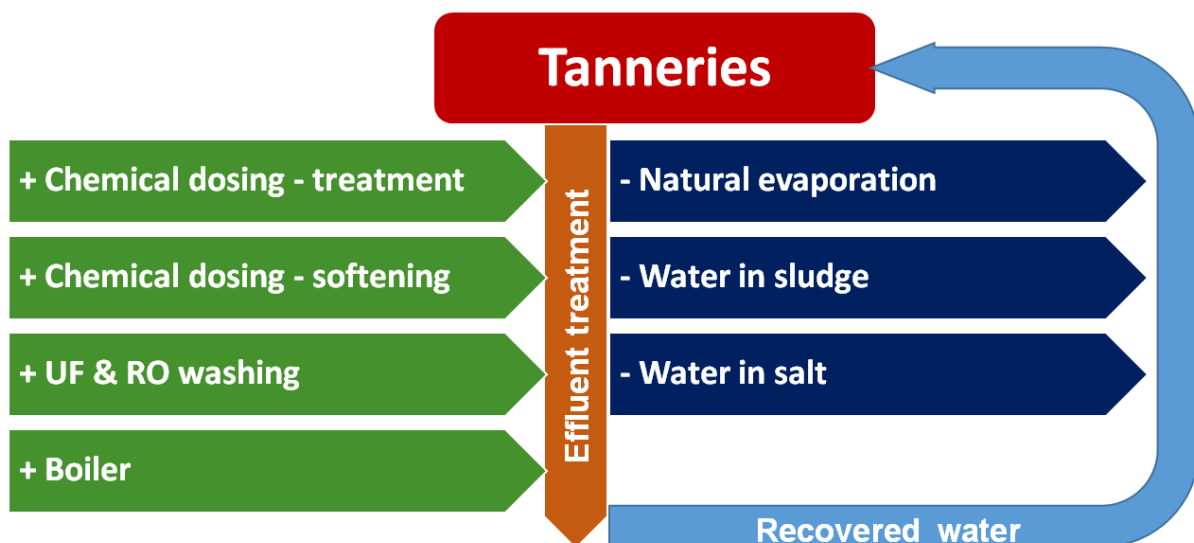 Tanneries
+ Chemical dosing - treatment
+ Chemical dosing - softening
+ UF & RO washing
+ Boiler
Effluent treatment
- Natural evaporation
- Water in sludge
- Water in salt
Recovered water